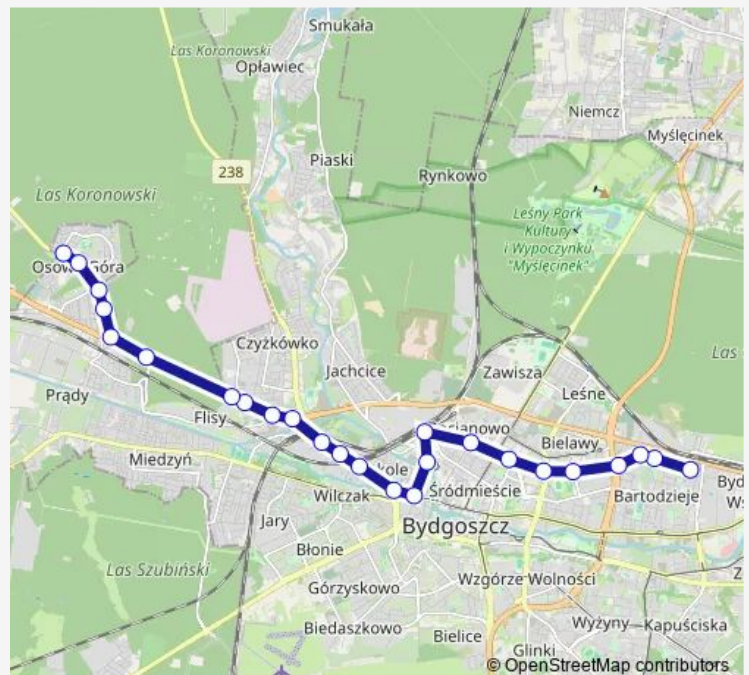 Smukała
Las Koronowski
Opławiec
Niemcz
Myślęcinek
Piaski
238
Rynkowo
Las Koronowski
Leśny Park
Kultury
i Wypoczynku
"Myślęcinek"
Osowa Góra
Czyżkówko
Las
Jachcice
Zawisza
Prądy
Leśne
Flisy
Bielawy
Miedzyń
Wilczak
Śródmieście
Bartodzieje
Jary
Bydgoszcz
Błonie
Las Szubiński
Wzgórze Wolności
Górzyskowo
Biedaszkowo
Wyżyny
Kapuściska
Bielice
Glinki
© OpenStreetMap contributors